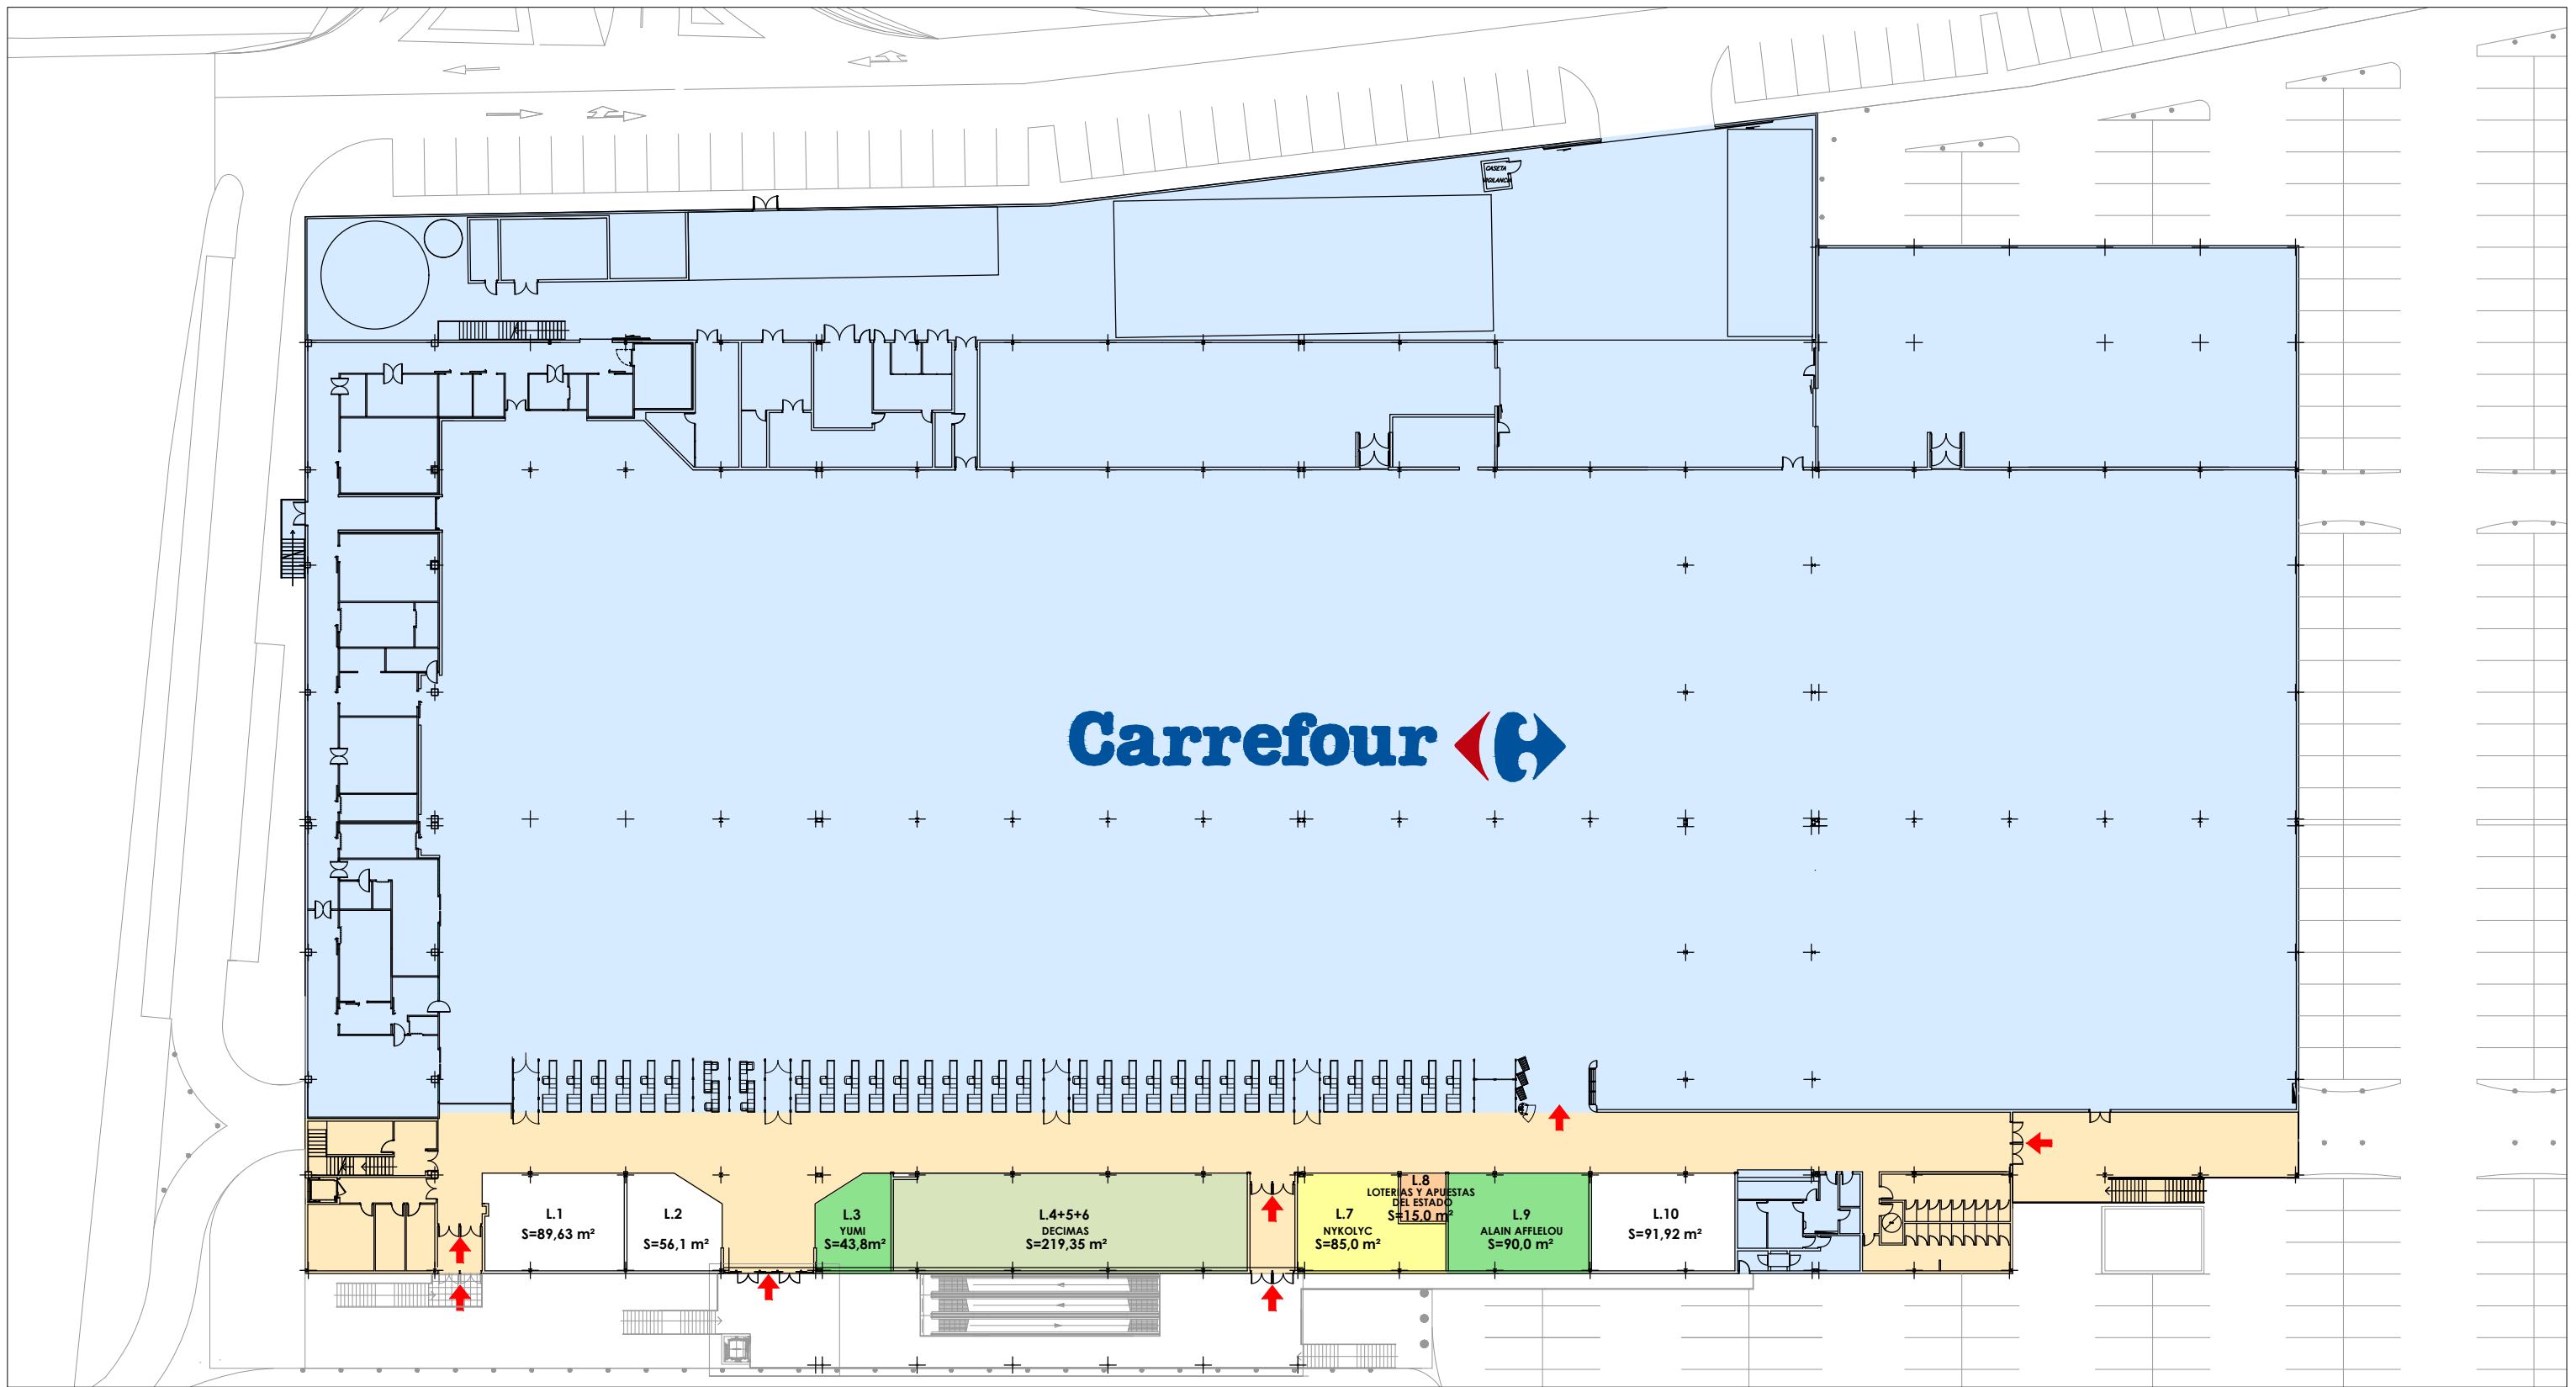 CASETA
VIGILANCIA
Carrefour
L.1
S=89,63 m²
L.2
S=56,1 m²
L.3
YUMI
S=43,8m²
L.4+5+6
DECIMAS
S=219,35 m²
L.7
NYKOLYC
S=85,0 m²
L.8
LOTERIAS Y APUESTAS
DEL ESTADO
S=15.0 m²
L.9
ALAIN AFFLELOU
S=90,0 m²
L.10
S=91,92 m²